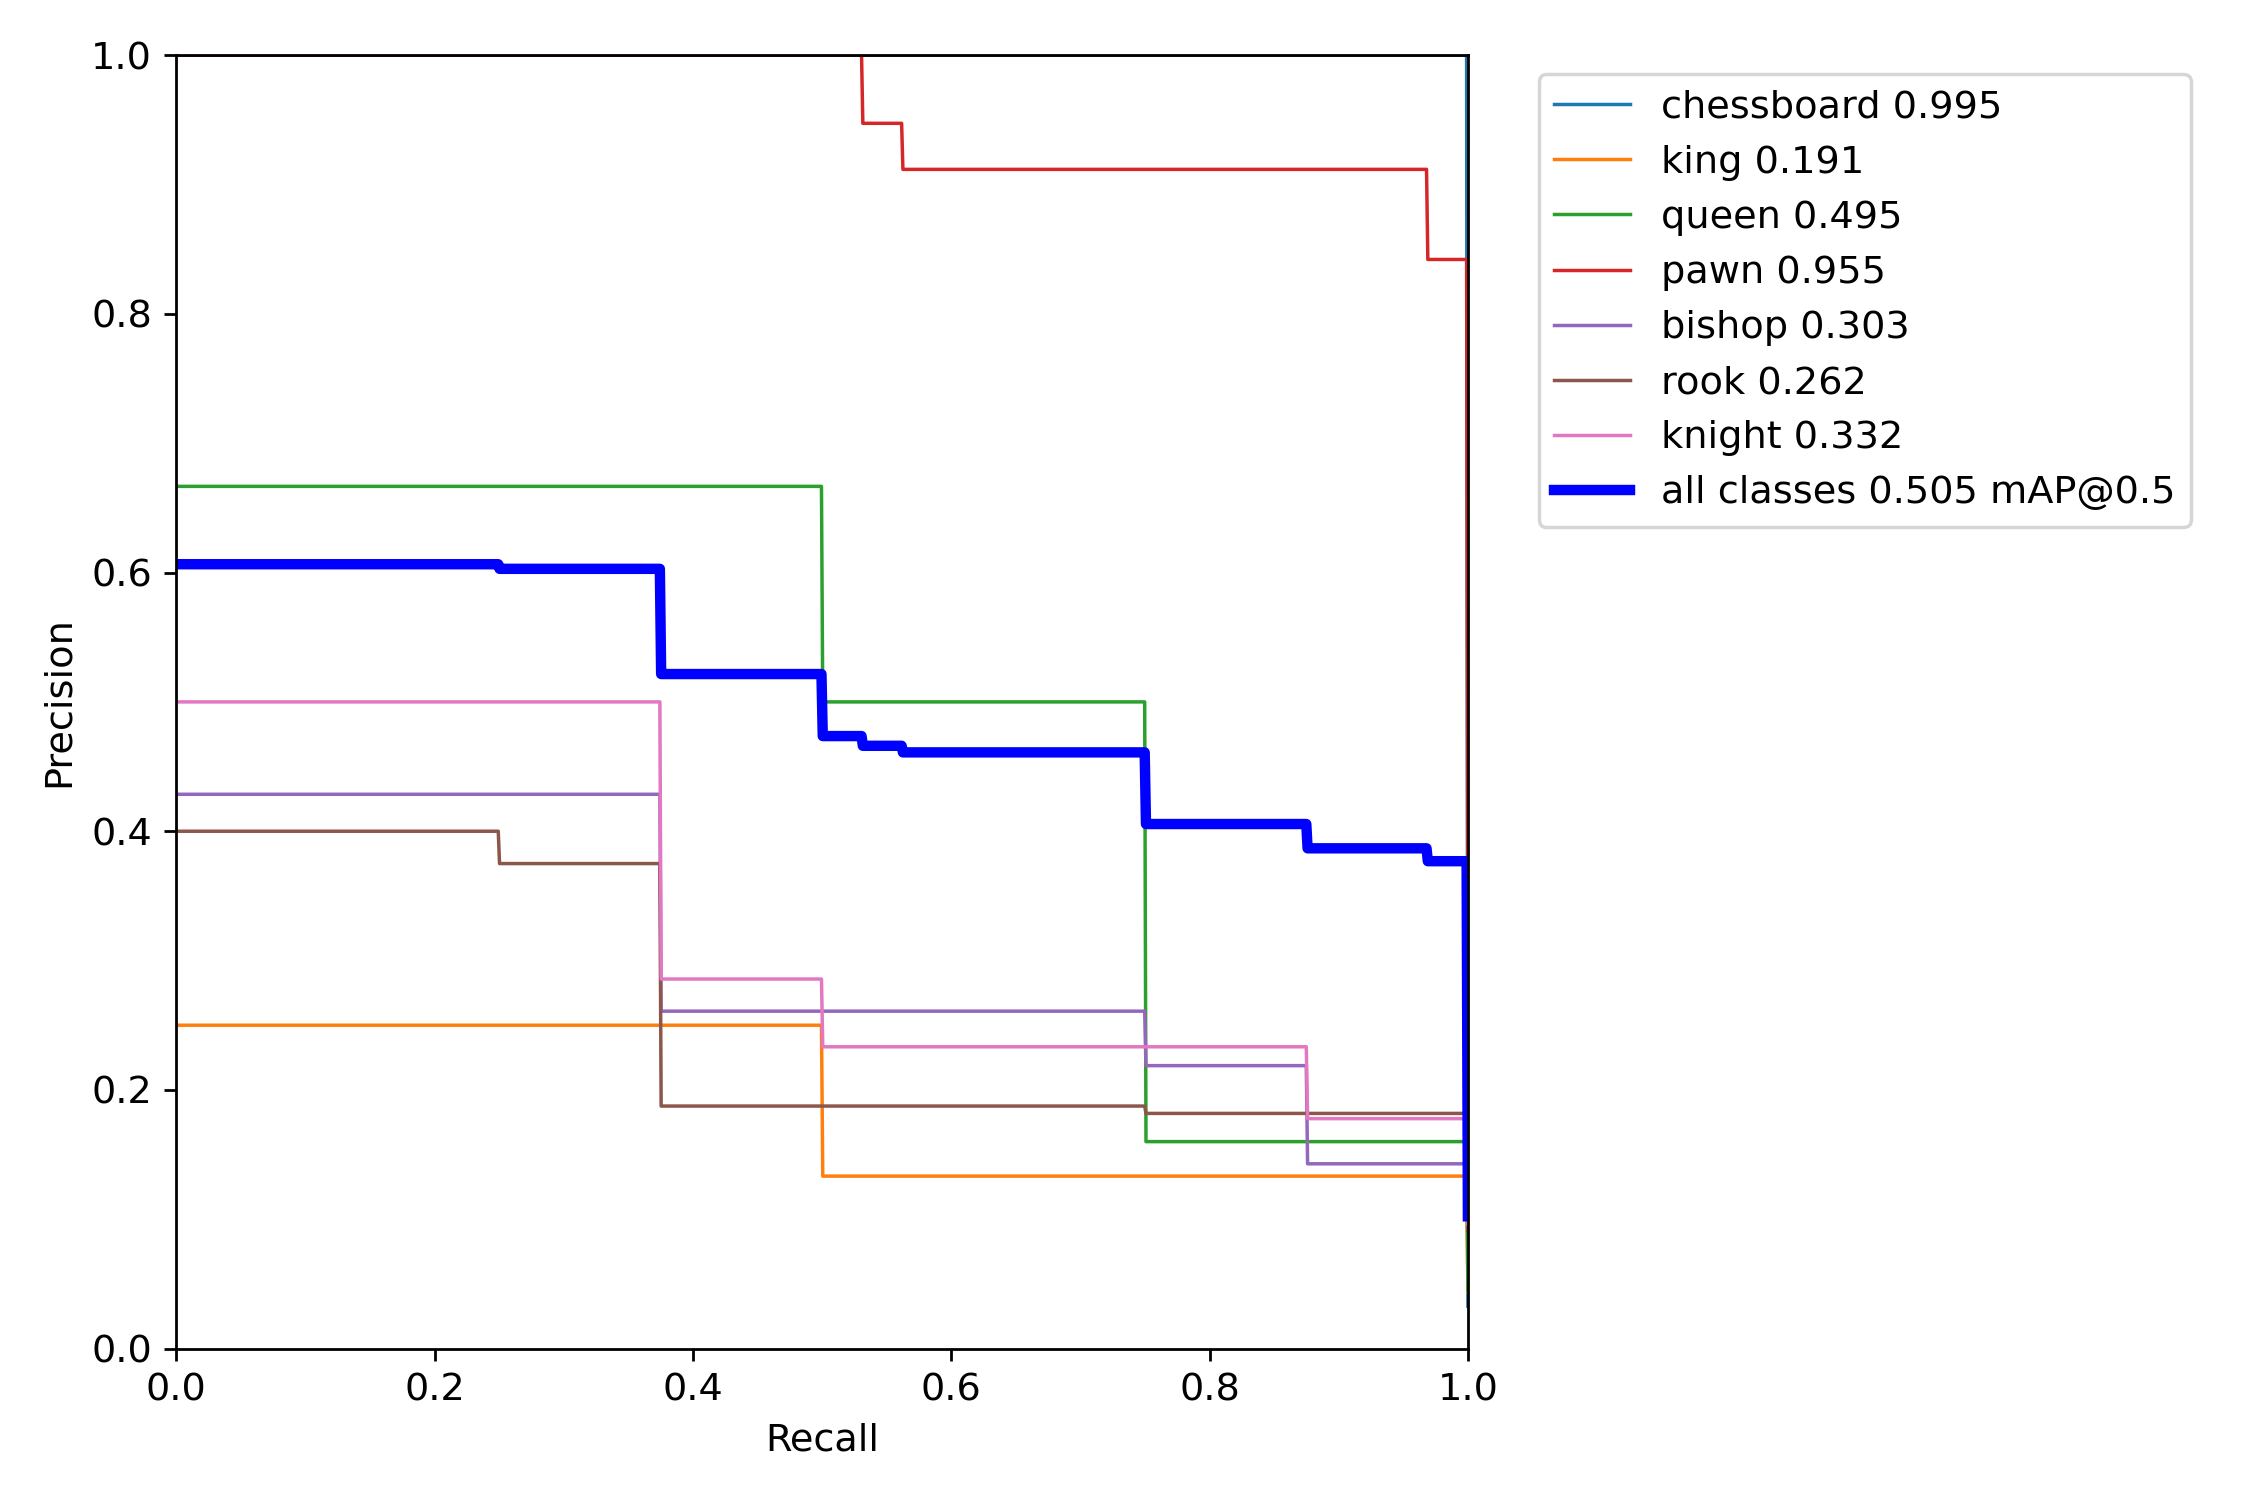 1.0
0.8
0.6
0.4
0.2
0.0
Precision
0.0 0.2 0.4 0.6 0.8 1.0
Recall
chessboard 0.995
king 0.191
queen 0.495
pawn 0.955
bishop 0.303
rook 0.262
knight 0.332
all classes 0.505 mAP@0.5